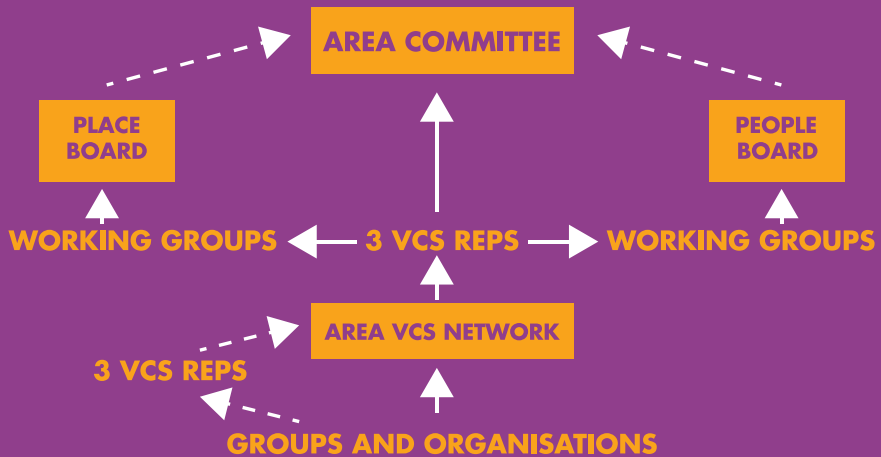 AREA COMMITTEE
PLACE
BOARD
PEOPLE
BOARD
WORKING GROUPS
3 VCS REPS
WORKING GROUPS
AREA VCS NETWORK
3 VCS REPS
GROUPS AND ORGANISATIONS